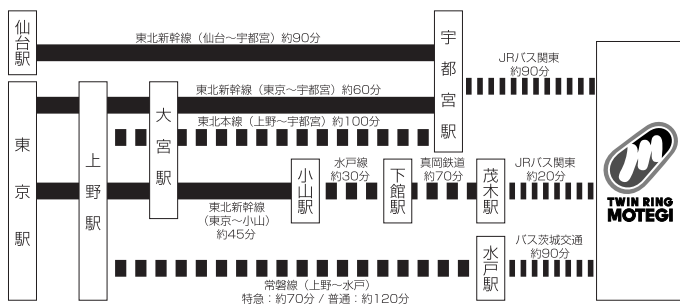 仙台駅
東北新幹線（仙台〜宇都宮）約90分
宇都宮駅
JRバス関東
約90分
東北新幹線（東京〜宇都宮）約60分
東京駅
上野駅
大宮駅
東北本線（上野〜宇都宮）約100分
小山駅
水戸線
約30分
下館駅
真岡鉄道
約70分
茂木駅
JRバス関東
約20分
東北新幹線
（東京〜小山）
約45分
水戸駅
バス茨城交通
約90分
常磐線（上野〜水戸）
特急：約70分 / 普通：約120分
TWIN RING
MOTEGI